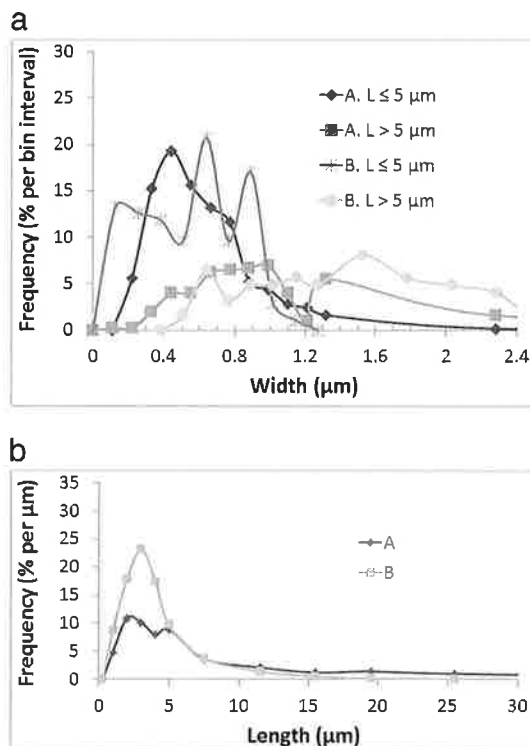 a
Frequency (% per bin interval)
30
25
20
15
10
5
0
A. L ≤ 5 μm
A. L > 5 μm
B. L ≤ 5 μm
B. L > 5 μm
0 0.4 0.8 1.2 1.6 2 2.4
Width (μm)
b
Frequency (% per μm)
35
30
25
20
15
10
5
0
A
B
0 5 10 15 20 25 30
Length (μm)